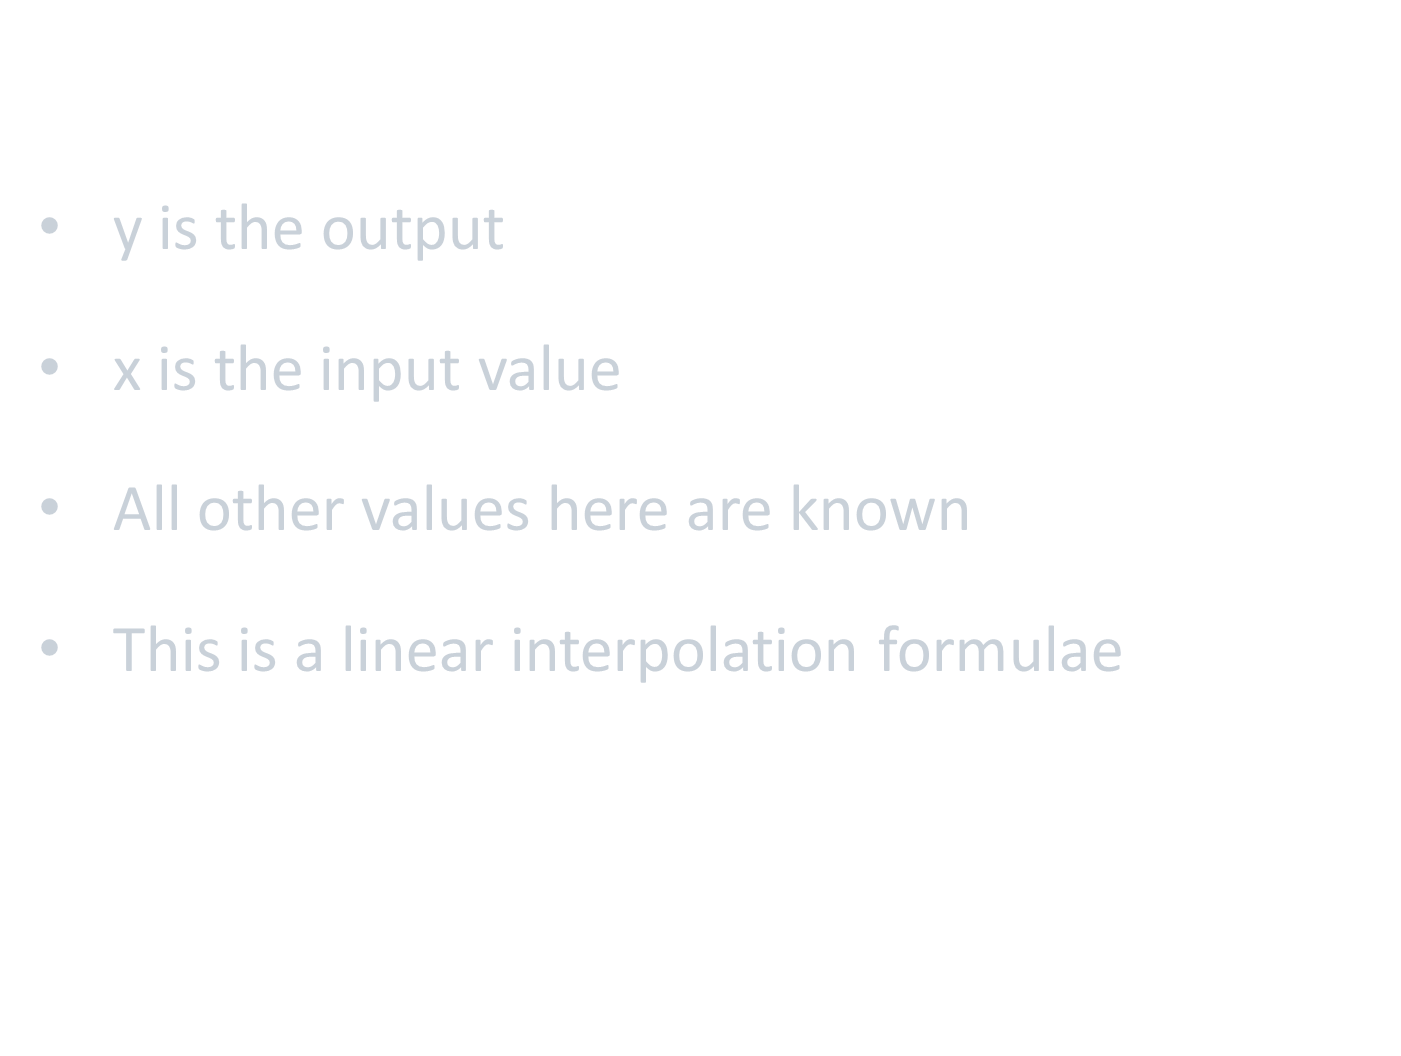 • y is the output
• x is the input value
• All other values here are known
• This is a linear interpolation formulae